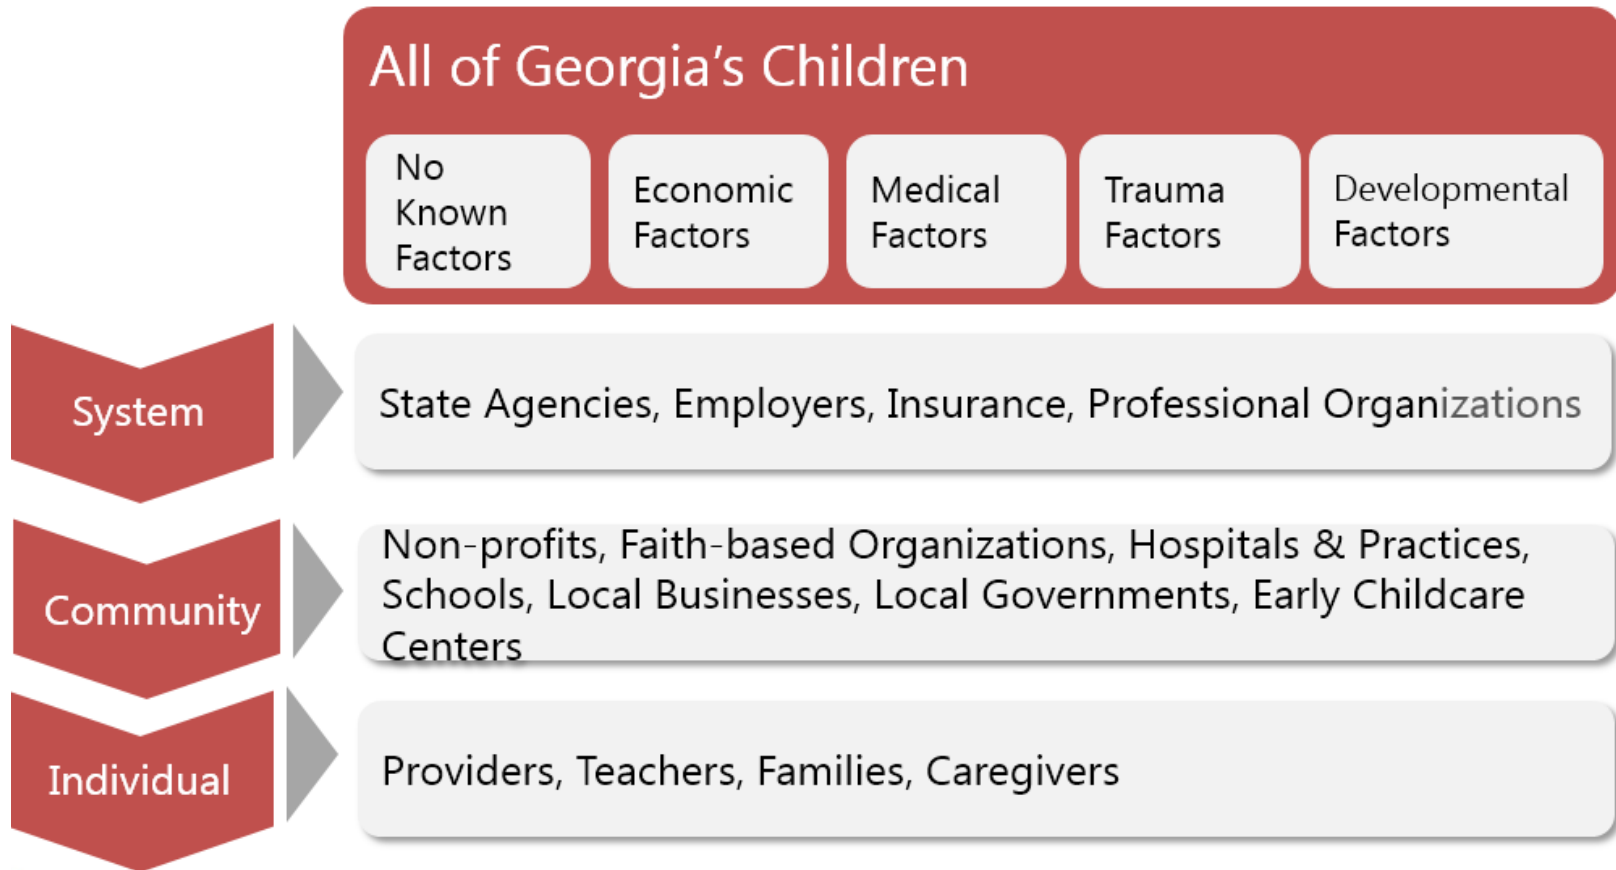 All of Georgia’s Children
No
Known
Factors
Economic
Factors
Medical
Factors
Trauma
Factors
Developmental
Factors
System
State Agencies, Employers, Insurance, Professional Organizations
Community
Non-profits, Faith-based Organizations, Hospitals & Practices,
Schools, Local Businesses, Local Governments, Early Childcare
Centers
Individual
Providers, Teachers, Families, Caregivers